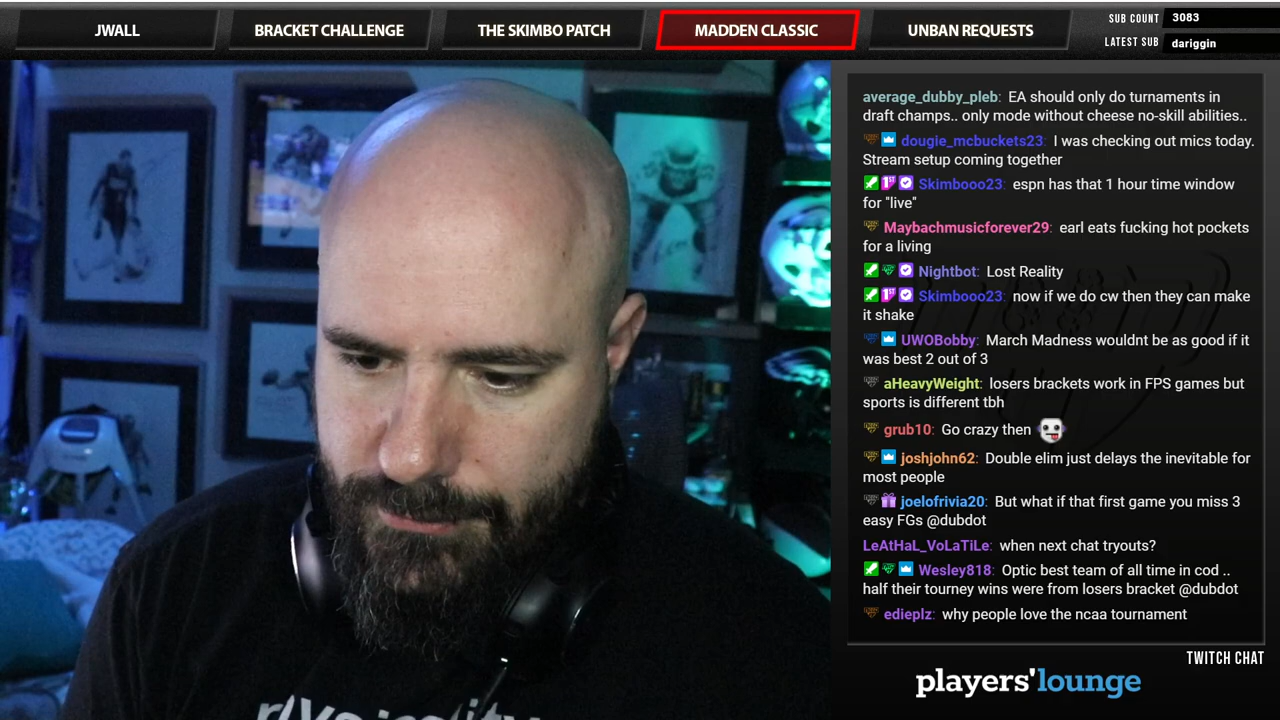 JWALL
BRACKET CHALLENGE
THE SKIMBO PATCH
MADDEN CLASSIC
UNBAN REQUESTS
SUB COUNT 3083
LATEST SUB dariggin
average_dubby_pleb: EA should only do turnaments in
draft champs.. only mode without cheese no-skill abilities..
dougie_mcbuckets23: I was checking out mics today.
Stream setup coming together
Skimbooo23: espn has that 1 hour time window
for "live"
Maybachmusicforever29: earl eats fucking hot pockets
for a living
Nightbot: Lost Reality
Skimbooo23: now if we do cw then they can make
it shake
UWOBobby: March Madness wouldnt be as good if it
was best 2 out of 3
aHeavyWeight: losers brackets work in FPS games but
sports is different tbh
grub10: Go crazy then
joshjohn62: Double elim just delays the inevitable for
most people
joelofrivia20: But what if that first game you miss 3
easy FGs @dubdot
LeAtHaL_VoLaTiLe: when next chat tryouts?
Wesley818: Optic best team of all time in cod ..
half their tourney wins were from losers bracket @dubdot
edieplz: why people love the ncaa tournament
TWITCH CHAT
players'lounge